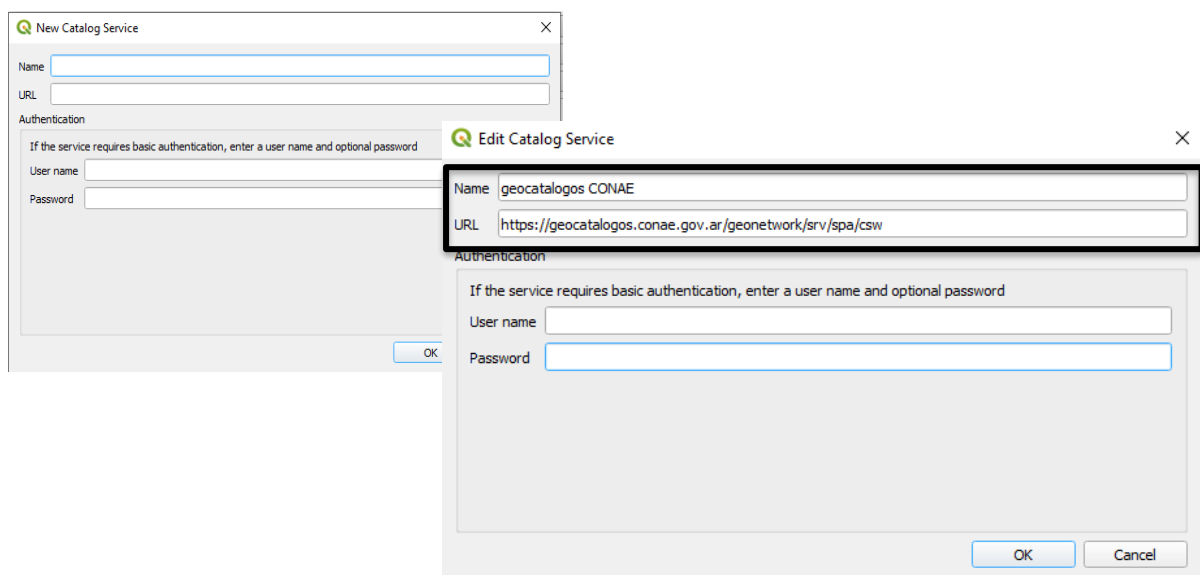 New Catalog Service
Name
URL
Authentication
If the service requires basic authentication, enter a user name and optional password
User name
Password
OK
Edit Catalog Service
Name geocatalogos CONAE
URL https://geocatalogos.conae.gov.ar/geonetwork/srv/spa/csw
Authentication
If the service requires basic authentication, enter a user name and optional password
User name
Password
OK Cancel